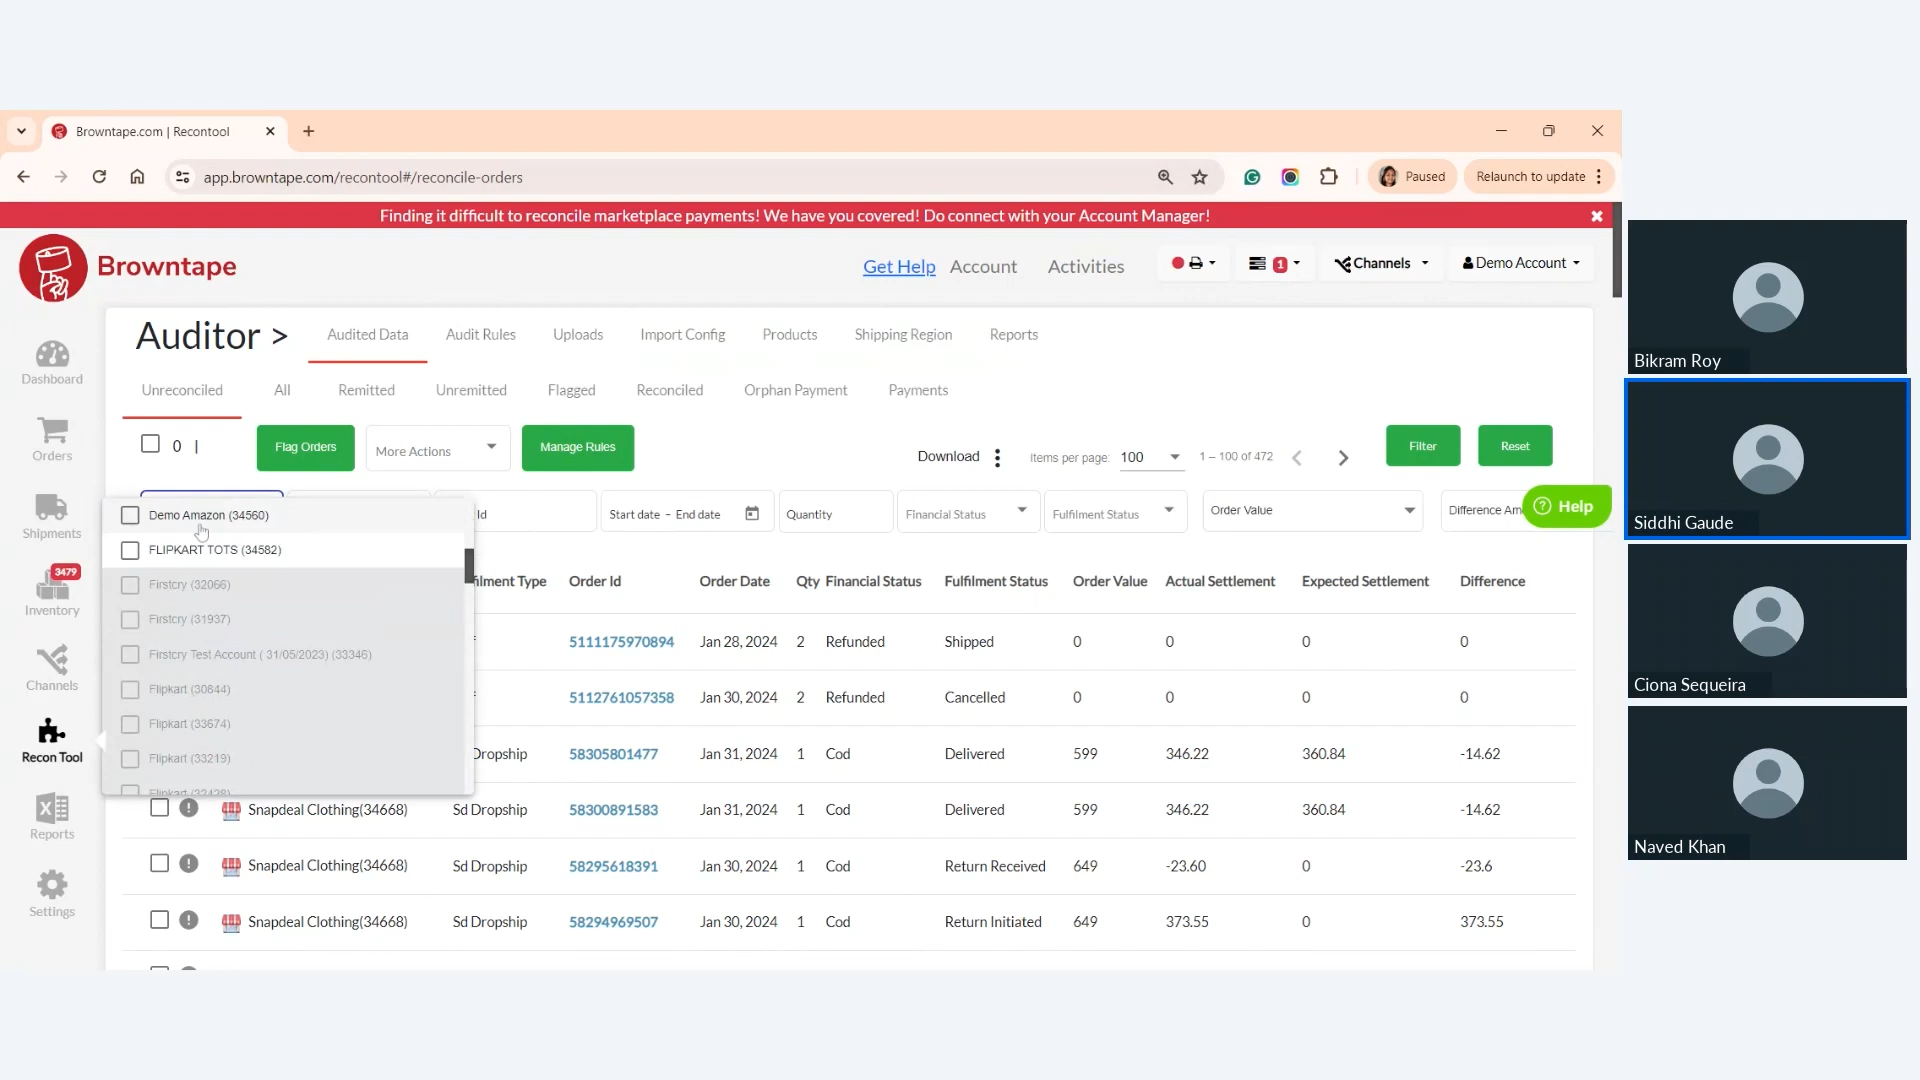 Browntape.com | Recontool
app.browntape.com/recontool#/reconcile-orders
Paused
Relaunch to update
Finding it difficult to reconcile marketplace payments! We have you covered! Do connect with your Account Manager!
Browntape
Get Help
Account
Activities
1
Channels
Demo Account
Auditor >
Audited Data
Audit Rules
Uploads
Import Config
Products
Shipping Region
Reports
Unreconciled
All
Remitted
Unremitted
Flagged
Reconciled
Orphan Payment
Payments
0 |
Flag Orders
More Actions
Manage Rules
Download
Items per page: 100
1 – 100 of 472
Filter
Reset
Id
Start date – End date
Quantity
Financial Status
Fulfilment Status
Order Value
Difference Am
Help
Dashboard
Orders
Shipments
3479
Inventory
Channels
Recon Tool
Reports
Settings
Demo Amazon (34560)
FLIPKART TOTS (34582)
Firstcry (32066)
Firstcry (31937)
Firstcry Test Account ( 31/05/2023) (33346)
Flipkart (30844)
Flipkart (33674)
Flipkart (33219)
Flipkart (32428)
ilment Type Order Id Order Date Qty Financial Status Fulfilment Status Order Value Actual Settlement Expected Settlement Difference
5111175970894 Jan 28, 2024 2 Refunded Shipped 0 0 0 0
5112761057358 Jan 30, 2024 2 Refunded Cancelled 0 0 0 0
Dropship 58305801477 Jan 31, 2024 1 Cod Delivered 599 346.22 360.84 -14.62
Snapdeal Clothing(34668) Sd Dropship 58300891583 Jan 31, 2024 1 Cod Delivered 599 346.22 360.84 -14.62
Snapdeal Clothing(34668) Sd Dropship 58295618391 Jan 30, 2024 1 Cod Return Received 649 -23.60 0 -23.6
Snapdeal Clothing(34668) Sd Dropship 58294969507 Jan 30, 2024 1 Cod Return Initiated 649 373.55 0 373.55
Bikram Roy
Siddhi Gaude
Ciona Sequeira
Naved Khan